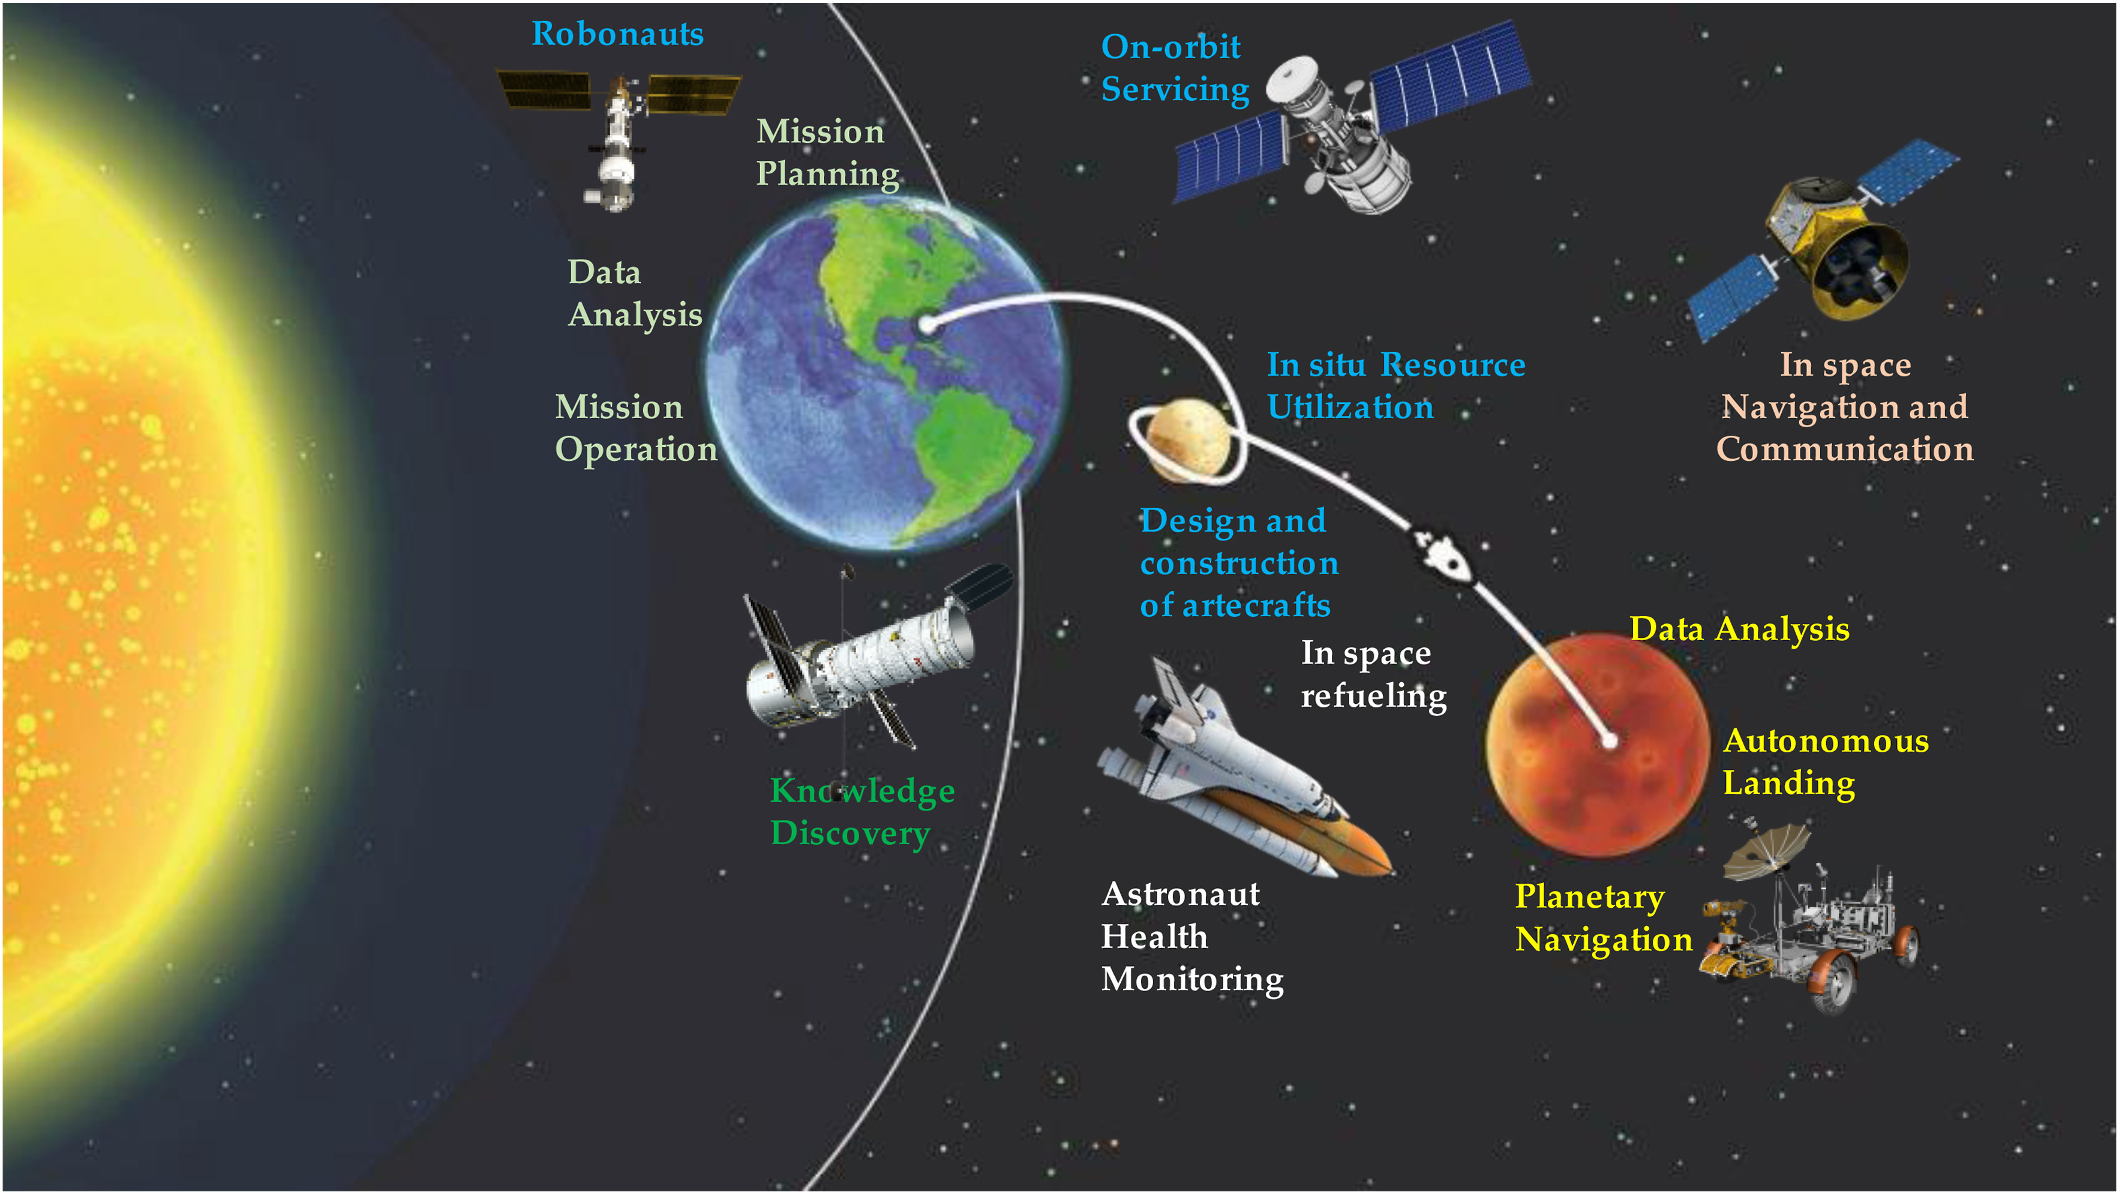 Robonauts
On-orbit
Servicing
Mission
Planning
Data
Analysis
Mission
Operation
In situ Resource
Utilization
In space
Navigation and
Communication
Design and
construction
of artecrafts
In space
refueling
Data Analysis
Autonomous
Landing
Knowledge
Discovery
Astronaut
Health
Monitoring
Planetary
Navigation